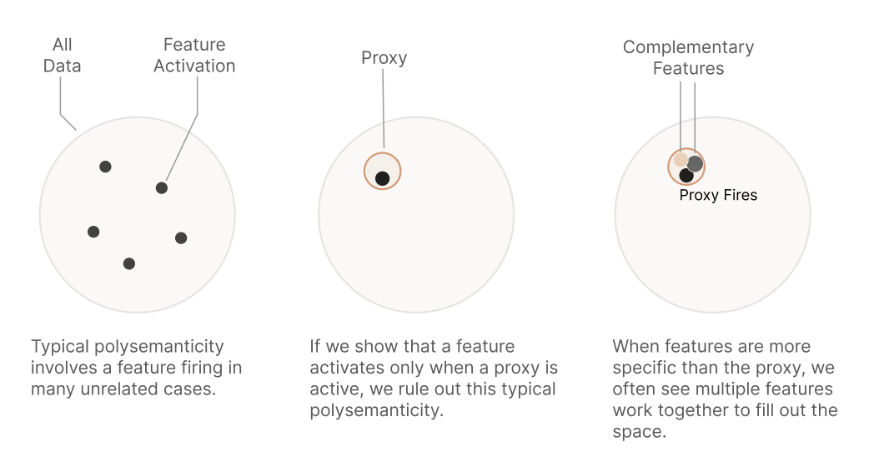 All
Data
Feature
Activation
Typical polysemanticity
involves a feature firing in
many unrelated cases.
Proxy
If we show that a feature
activates only when a proxy is
active, we rule out this typical
polysemanticity.
Complementary
Features
Proxy Fires
When features are more
specific than the proxy, we
often see multiple features
work together to fill out the
space.